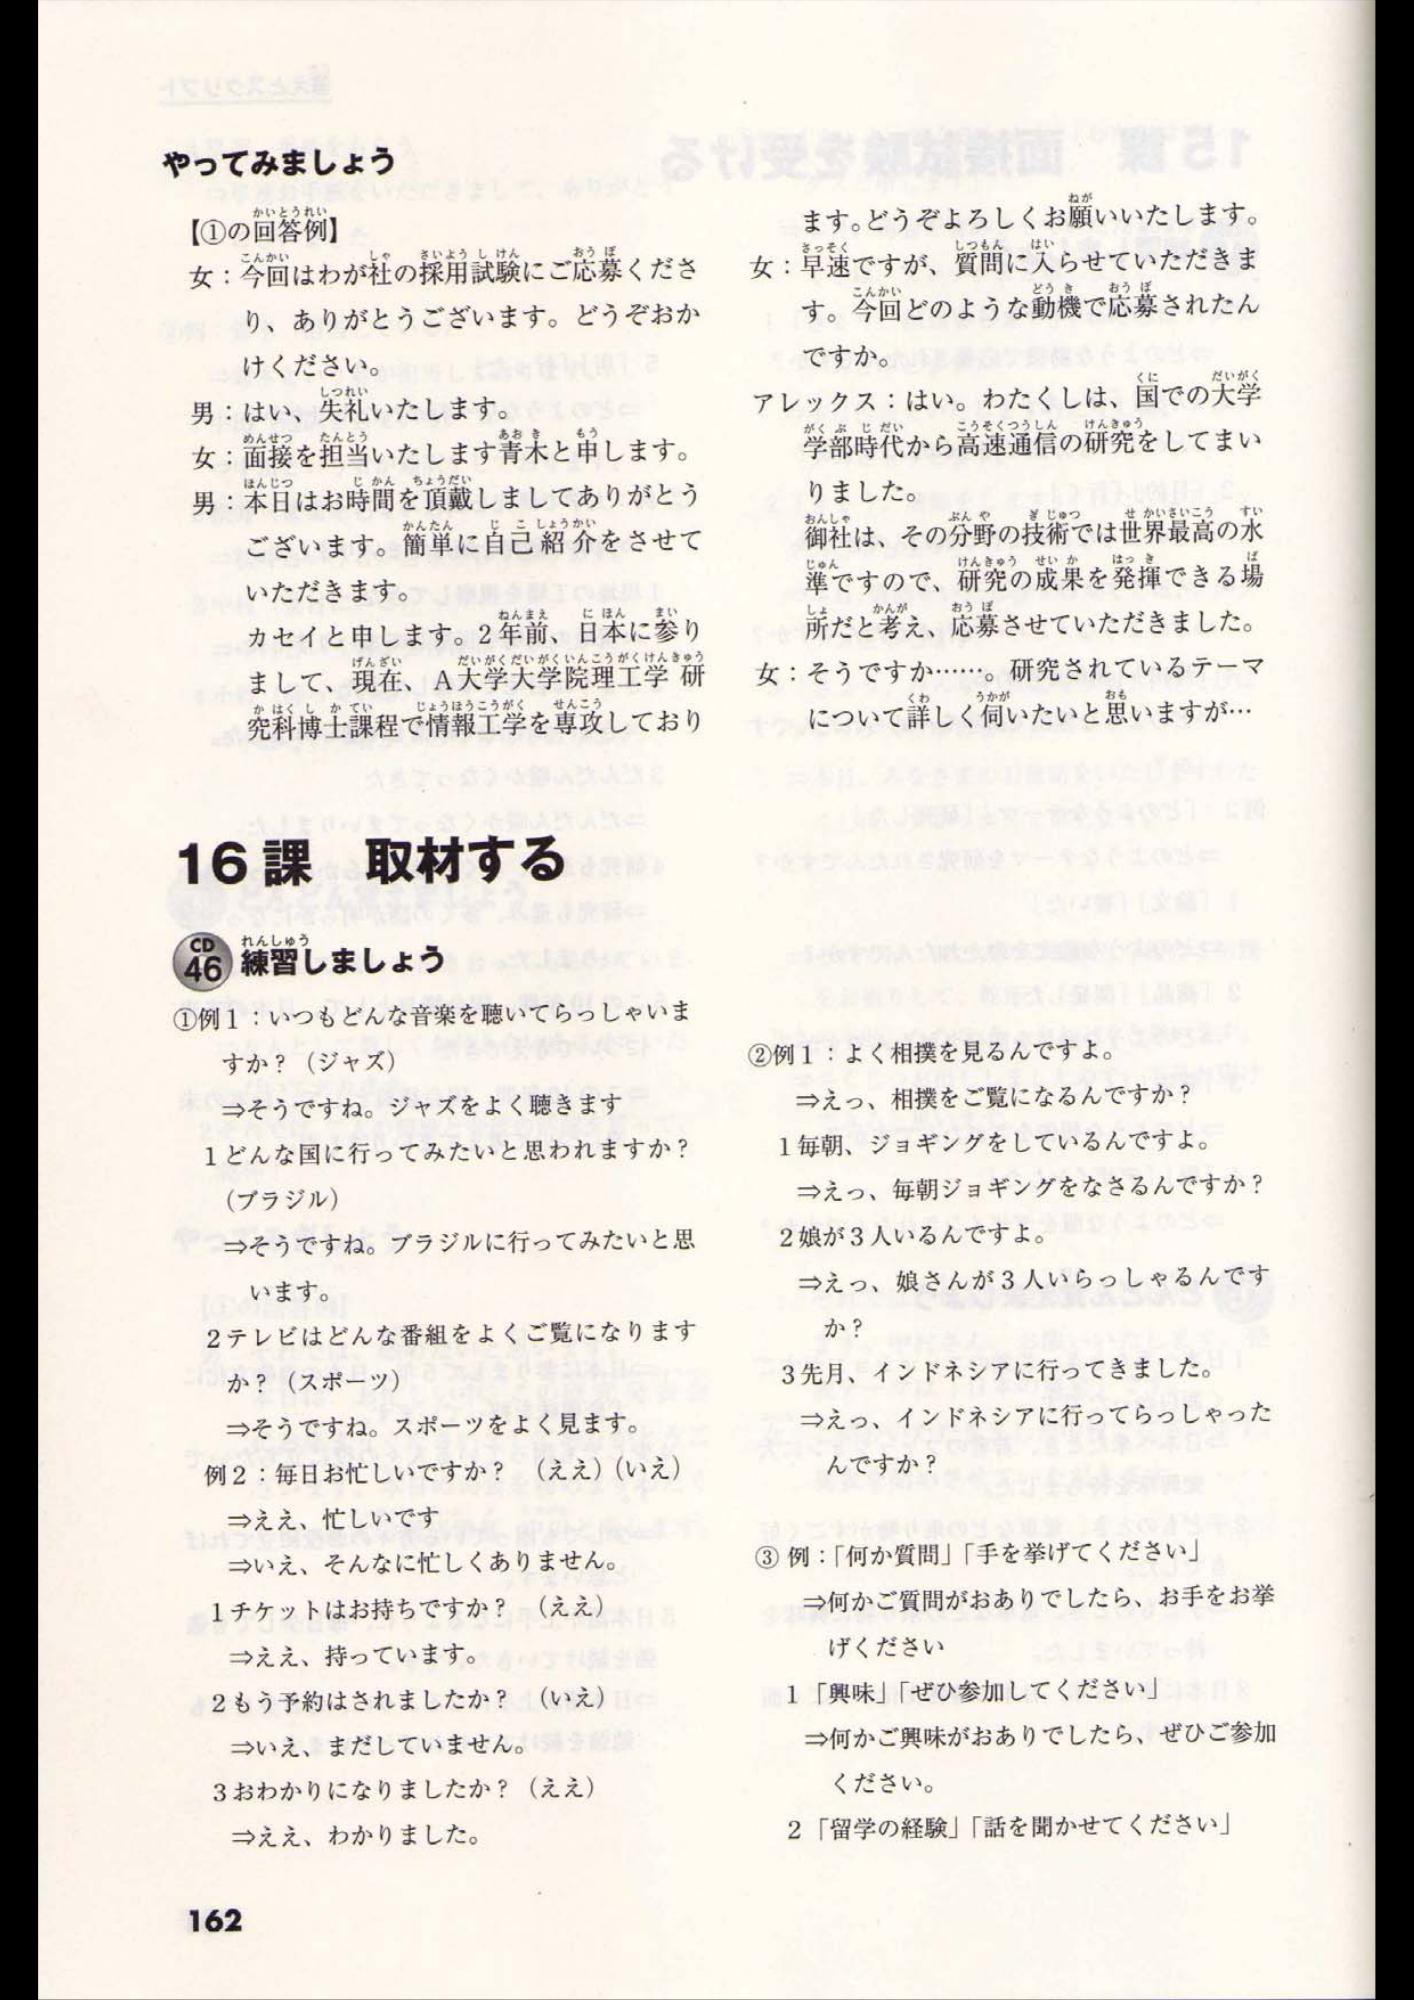 やってみましょう
【①の回答例】
女：今回はわが社の採用試験にご応募くださ
り、ありがとうございます。どうぞおか
けください。
男：はい、失礼いたします。
女：面接を担当いたします青木と申します。
男：本日はお時間を頂戴しましてありがとう
ございます。簡単に自己紹介をさせて
いただきます。
カセイと申します。2年前、日本に参り
まして、現在、A大学大学院理工学研
究科博士課程で情報工学を専攻しており
ます。どうぞよろしくお願いいたします。
女：早速ですが、質問に入らせていただきま
す。今回どのような動機で応募されたん
ですか。
アレックス：はい。わたくしは、国での大学
学部時代から高速通信の研究をしてまい
りました。
御社は、その分野の技術では世界最高の水
準ですので、研究の成果を発揮できる場
所だと考え、応募させていただきました。
女：そうですか……。研究されているテーマ
について詳しく伺いたいと思いますが…
16課　取材する
CD 46 練習しましょう
①例1：いつもどんな音楽を聴いてらっしゃいま
すか？（ジャズ）
⇒そうですね。ジャズをよく聴きます
1どんな国に行ってみたいと思われますか？
（ブラジル）
⇒そうですね。ブラジルに行ってみたいと思
います。
2テレビはどんな番組をよくご覧になります
か？（スポーツ）
⇒そうですね。スポーツをよく見ます。
例2：毎日お忙しいですか？　（ええ）（いえ）
⇒ええ、忙しいです
⇒いえ、そんなに忙しくありません。
1チケットはお持ちですか？　（ええ）
⇒ええ、持っています。
2もう予約はされましたか？　（いえ）
⇒いえ、まだしていません。
3おわかりになりましたか？（ええ）
⇒ええ、わかりました。
②例1：よく相撲を見るんですよ。
⇒えっ、相撲をご覧になるんですか？
1毎朝、ジョギングをしているんですよ。
⇒えっ、毎朝ジョギングをなさるんですか？
2娘が3人いるんですよ。
⇒えっ、娘さんが3人いらっしゃるんです
か？
3先月、インドネシアに行ってきました。
⇒えっ、インドネシアに行ってらっしゃった
んですか？
③ 例：「何か質問」「手を挙げてください」
⇒何かご質問がおありでしたら、お手をお挙
げください
1「興味」「ぜひ参加してください」
⇒何かご興味がおありでしたら、ぜひご参加
ください。
2「留学の経験」「話を聞かせてください」
162